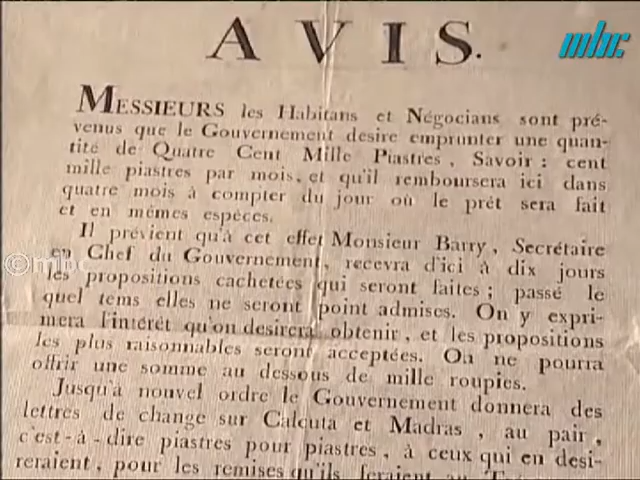 AVIS.
mbc
MESSIEURS les Habitans et Négocians sont pré-
venus que le Gouvernement desire emprunter une quan-
tité de Quatre Cent Mille Piastres, Savoir: cent
mille piastres par mois, et qu'il remboursera ici dans
quatre mois à compter du jour où le prêt sera fait
et en mêmes espéces.
Il prévient qu'à cet effet Monsieur Barry, Secrétaire
en Chef du Gouvernement, recevra d'ici à dix jours
©mbc
les propositions cachetées qui seront faites; passé le
quel tems elles ne seront point admises. On y expri-
mera l'intérêt qu'on desirera obtenir, et les propositions
les plus raisonnables seront acceptées. On ne pourra
offrir une somme au dessous de mille roupies.
Jusqu'à nouvel ordre le Gouvernement donnera des
lettres de change sur Calcuta et Madras, au pair,
c'est-à-dire piastres pour piastres, à ceux qui en desi-
reraient, pour les remises qu'ils feraient au